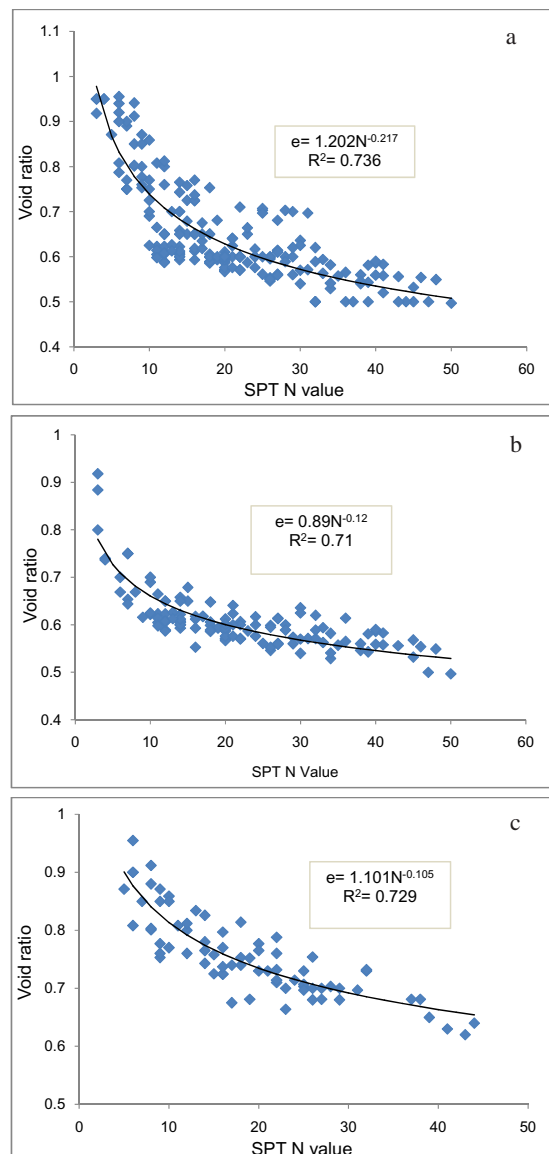 a
1.1
1
0.9
0.8
0.7
0.6
0.5
0.4
Void ratio
e= 1.202N^-0.217
R²= 0.736
0 10 20 30 40 50 60
SPT N value
b
1
0.9
0.8
0.7
0.6
0.5
0.4
Void ratio
e= 0.89N^-0.12
R²= 0.71
0 10 20 30 40 50 60
SPT N Value
c
1
0.9
0.8
0.7
0.6
0.5
Void ratio
e= 1.101N^-0.105
R²= 0.729
0 10 20 30 40 50
SPT N value